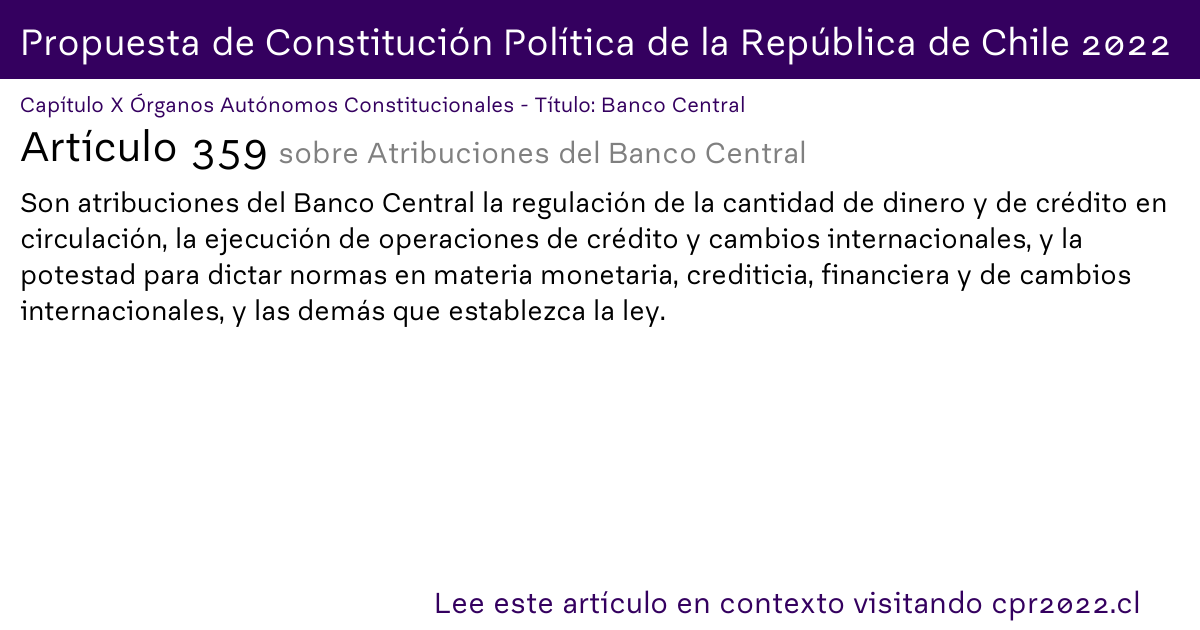 Propuesta de Constitución Política de la República de Chile 2022
Capítulo X Órganos Autónomos Constitucionales - Título: Banco Central
Artículo 359 sobre Atribuciones del Banco Central
Son atribuciones del Banco Central la regulación de la cantidad de dinero y de crédito en
circulación, la ejecución de operaciones de crédito y cambios internacionales, y la
potestad para dictar normas en materia monetaria, crediticia, financiera y de cambios
internacionales, y las demás que establezca la ley.
Lee este artículo en contexto visitando cpr2022.cl